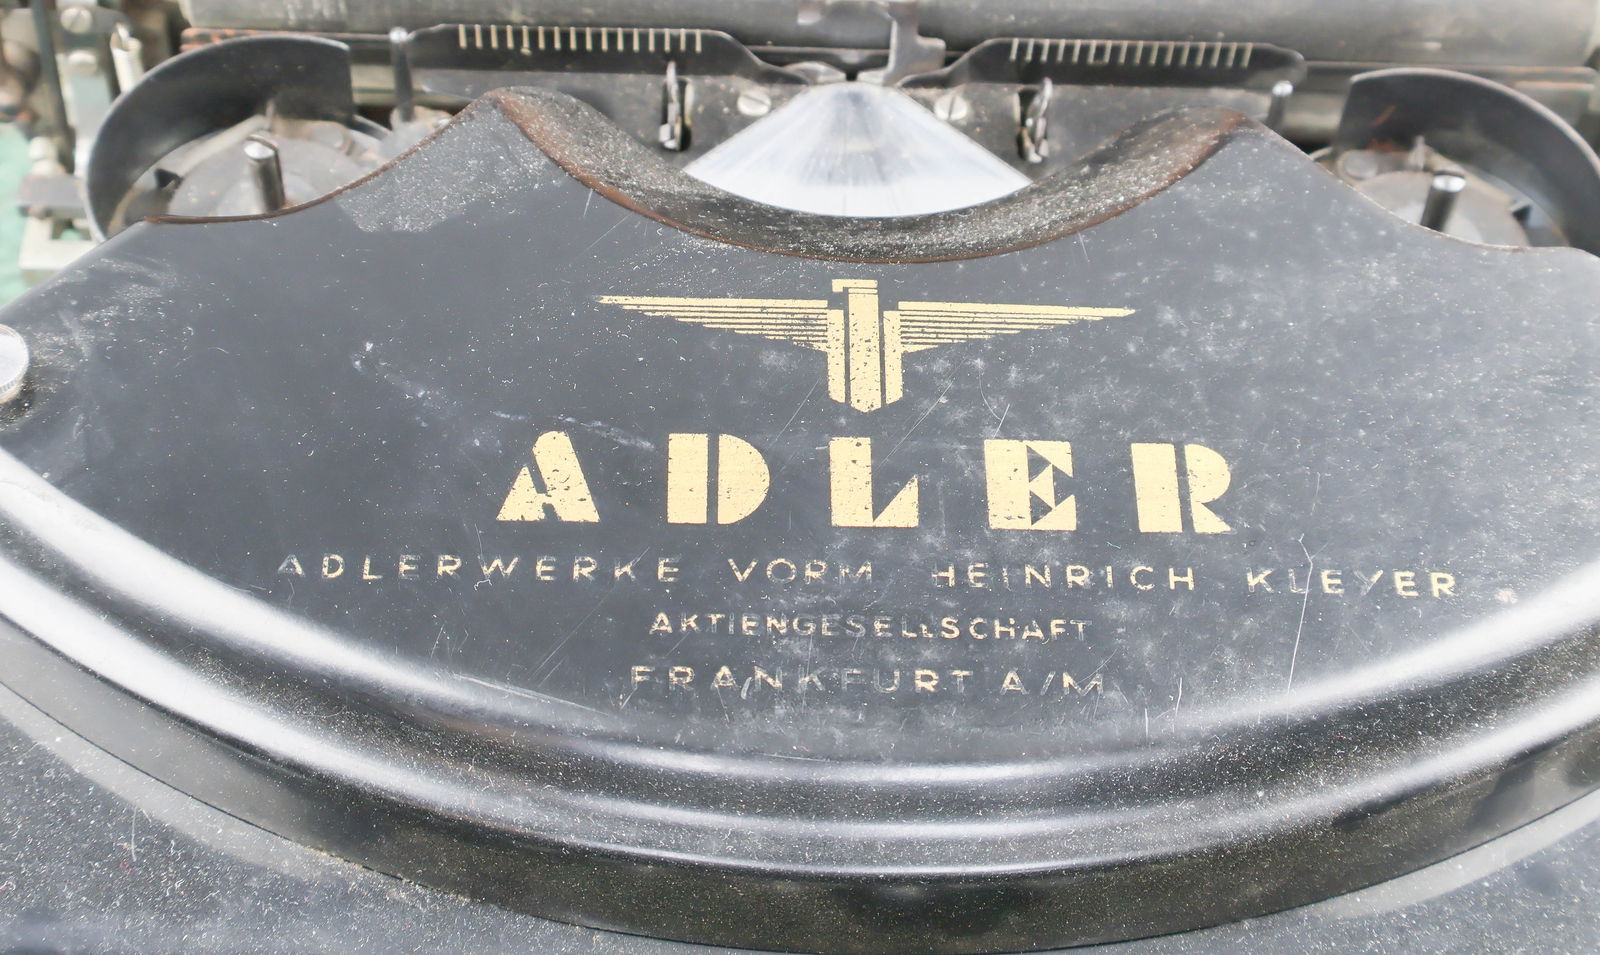 ADLER
ADLERWERKE VORM HEINRICH KLEYER
AKTIENGESELLSCHAFT
FRANKFURT A/M